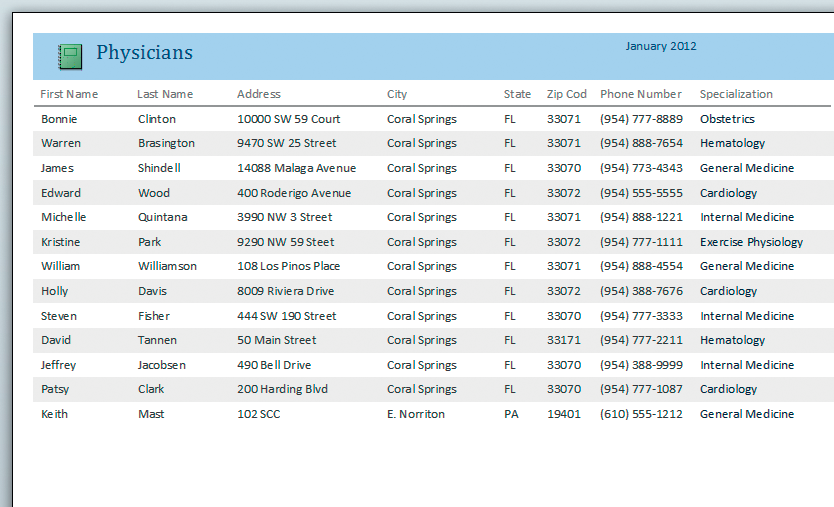 Physicians January 2012
First Name Last Name Address City State Zip Cod Phone Number Specialization
Bonnie Clinton 10000 SW 59 Court Coral Springs FL 33071 (954) 777-8889 Obstetrics
Warren Brasington 9470 SW 25 Street Coral Springs FL 33071 (954) 888-7654 Hematology
James Shindell 14088 Malaga Avenue Coral Springs FL 33070 (954) 773-4343 General Medicine
Edward Wood 400 Roderigo Avenue Coral Springs FL 33072 (954) 555-5555 Cardiology
Michelle Quintana 3990 NW 3 Street Coral Springs FL 33071 (954) 888-1221 Internal Medicine
Kristine Park 9290 NW 59 Steet Coral Springs FL 33072 (954) 777-1111 Exercise Physiology
William Williamson 108 Los Pinos Place Coral Springs FL 33071 (954) 888-4554 General Medicine
Holly Davis 8009 Riviera Drive Coral Springs FL 33072 (954) 388-7676 Cardiology
Steven Fisher 444 SW 190 Street Coral Springs FL 33070 (954) 777-3333 Internal Medicine
David Tannen 50 Main Street Coral Springs FL 33171 (954) 777-2211 Hematology
Jeffrey Jacobsen 490 Bell Drive Coral Springs FL 33070 (954) 388-9999 Internal Medicine
Patsy Clark 200 Harding Blvd Coral Springs FL 33070 (954) 777-1087 Cardiology
Keith Mast 102 SCC E. Norriton PA 19401 (610) 555-1212 General Medicine